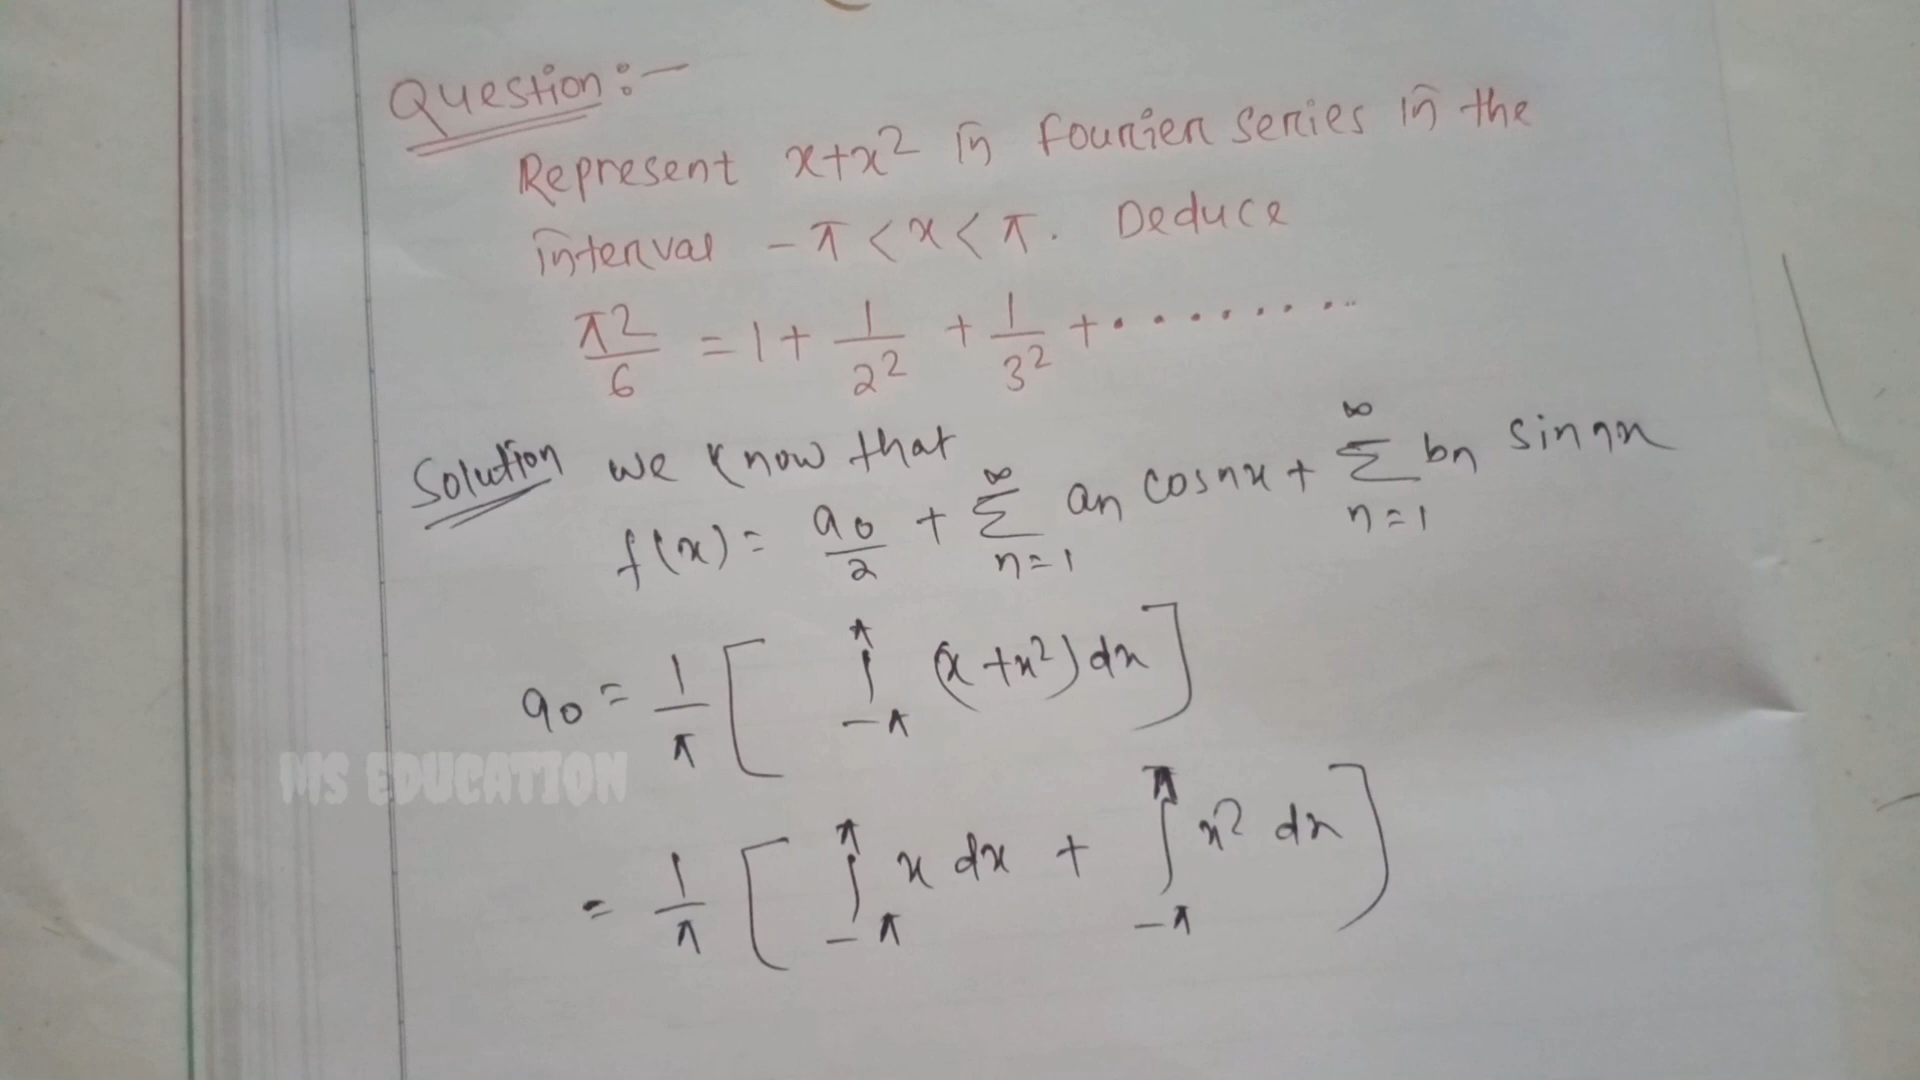 Question :-
Represent x+x² in Fourier series in the
interval -π < x < π. Deduce
π²/6 = 1 + 1/2² + 1/3² + .........
Solution we know that
f(x) = a₀/2 + Σ_{n=1}^{∞} aₙ cosnx + Σ_{n=1}^{∞} bₙ sinnx
a₀ = 1/π [ ∫_{-π}^{π} (x+x²) dx ]
MS EDUCATION
= 1/π [ ∫_{-π}^{π} x dx + ∫_{-π}^{π} x² dx ]